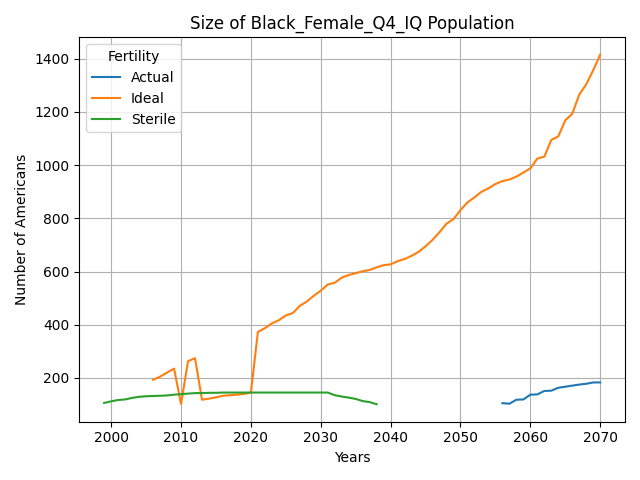 Size of Black_Female_Q4_IQ Population
Fertility
Actual
Ideal
Sterile
Number of Americans
1400
1200
1000
800
600
400
200
2000 2010 2020 2030 2040 2050 2060 2070
Years